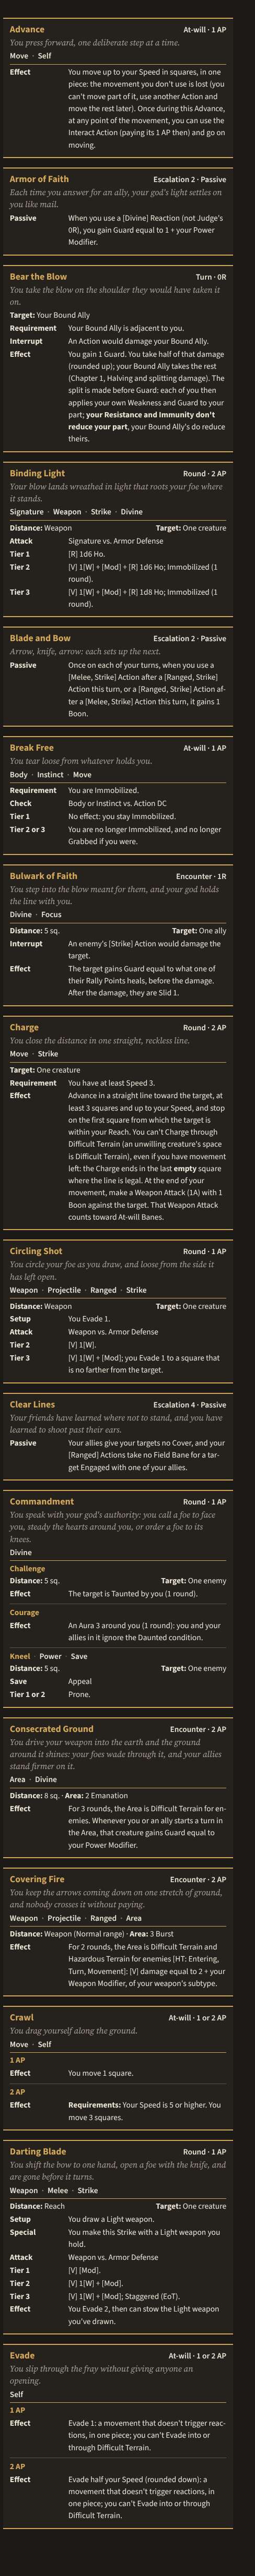 Advance At-will · 1 AP
You press forward, one deliberate step at a time.
Move · Self
Effect You move up to your Speed in squares, in one
piece: the movement you don't use is lost (you
can't move part of it, use another Action and
move the rest later). Once during this Advance,
at any point of the movement, you can use the
Interact Action (paying its 1 AP then) and go on
moving.
Armor of Faith Escalation 2 · Passive
Each time you answer for an ally, your god's light settles on
you like mail.
Passive When you use a [Divine] Reaction (not Judge's
0R), you gain Guard equal to 1 + your Power
Modifier.
Bear the Blow Turn · 0R
You take the blow on the shoulder they would have taken it
on.
Target: Your Bound Ally
Requirement Your Bound Ally is adjacent to you.
Interrupt An Action would damage your Bound Ally.
Effect You gain 1 Guard. You take half of that damage
(rounded up); your Bound Ally takes the rest
(Chapter 1, Halving and splitting damage). The
split is made before Guard: each of you then
applies your own Weakness and Guard to your
part; your Resistance and Immunity don't
reduce your part, your Bound Ally's do reduce
theirs.
Binding Light Round · 2 AP
Your blow lands wreathed in light that roots your foe where
it stands.
Signature · Weapon · Strike · Divine
Distance: Weapon Target: One creature
Attack Signature vs. Armor Defense
Tier 1 [R] 1d6 Ho.
Tier 2 [V] 1[W] + [Mod] + [R] 1d6 Ho; Immobilized (1
round).
Tier 3 [V] 1[W] + [Mod] + [R] 1d8 Ho; Immobilized (1
round).
Blade and Bow Escalation 2 · Passive
Arrow, knife, arrow: each sets up the next.
Passive Once on each of your turns, when you use a
[Melee, Strike] Action after a [Ranged, Strike]
Action this turn, or a [Ranged, Strike] Action af-
ter a [Melee, Strike] Action this turn, it gains 1
Boon.
Break Free At-will · 1 AP
You tear loose from whatever holds you.
Body · Instinct · Move
Requirement You are Immobilized.
Check Body or Instinct vs. Action DC
Tier 1 No effect: you stay Immobilized.
Tier 2 or 3 You are no longer Immobilized, and no longer
Grabbed if you were.
Bulwark of Faith Encounter · 1R
You step into the blow meant for them, and your god holds
the line with you.
Divine · Focus
Distance: 5 sq. Target: One ally
Interrupt An enemy's [Strike] Action would damage the
target.
Effect The target gains Guard equal to what one of
their Rally Points heals, before the damage.
After the damage, they are Slid 1.
Charge Round · 2 AP
You close the distance in one straight, reckless line.
Move · Strike
Target: One creature
Requirement You have at least Speed 3.
Effect Advance in a straight line toward the target, at
least 3 squares and up to your Speed, and stop
on the first square from which the target is
within your Reach. You can't Charge through
Difficult Terrain (an unwilling creature's space
is Difficult Terrain), even if you have movement
left: the Charge ends in the last empty square
where the line is legal. At the end of your
movement, make a Weapon Attack (1A) with 1
Boon against the target. That Weapon Attack
counts toward At-will Banes.
Circling Shot Round · 1 AP
You circle your foe as you draw, and loose from the side it
has left open.
Weapon · Projectile · Ranged · Strike
Distance: Weapon Target: One creature
Setup You Evade 1.
Attack Weapon vs. Armor Defense
Tier 2 [V] 1[W].
Tier 3 [V] 1[W] + [Mod]; you Evade 1 to a square that
is no farther from the target.
Clear Lines Escalation 4 · Passive
Your friends have learned where not to stand, and you have
learned to shoot past their ears.
Passive Your allies give your targets no Cover, and your
[Ranged] Actions take no Field Bane for a tar-
get Engaged with one of your allies.
Commandment Round · 1 AP
You speak with your god's authority: you call a foe to face
you, steady the hearts around you, or order a foe to its
knees.
Divine
Challenge
Distance: 5 sq. Target: One enemy
Effect The target is Taunted by you (1 round).
Courage
Effect An Aura 3 around you (1 round): you and your
allies in it ignore the Daunted condition.
Kneel · Power · Save
Distance: 5 sq. Target: One enemy
Save Appeal
Tier 1 or 2 Prone.
Consecrated Ground Encounter · 2 AP
You drive your weapon into the earth and the ground
around it shines: your foes wade through it, and your allies
stand firmer on it.
Area · Divine
Distance: 8 sq. · Area: 2 Emanation
Effect For 3 rounds, the Area is Difficult Terrain for en-
emies. Whenever you or an ally starts a turn in
the Area, that creature gains Guard equal to
your Power Modifier.
Covering Fire Encounter · 2 AP
You keep the arrows coming down on one stretch of ground,
and nobody crosses it without paying.
Weapon · Projectile · Ranged · Area
Distance: Weapon (Normal range) · Area: 3 Burst
Effect For 2 rounds, the Area is Difficult Terrain and
Hazardous Terrain for enemies [HT: Entering,
Turn, Movement]: [V] damage equal to 2 + your
Weapon Modifier, of your weapon's subtype.
Crawl At-will · 1 or 2 AP
You drag yourself along the ground.
Move · Self
1 AP
Effect You move 1 square.
2 AP
Effect Requirements: Your Speed is 5 or higher. You
move 3 squares.
Darting Blade Round · 1 AP
You shift the bow to one hand, open a foe with the knife, and
are gone before it turns.
Weapon · Melee · Strike
Distance: Reach Target: One creature
Setup You draw a Light weapon.
Special You make this Strike with a Light weapon you
hold.
Attack Weapon vs. Armor Defense
Tier 1 [V] [Mod].
Tier 2 [V] 1[W] + [Mod].
Tier 3 [V] 1[W] + [Mod]; Staggered (EoT).
Effect You Evade 2, then can stow the Light weapon
you've drawn.
Evade At-will · 1 or 2 AP
You slip through the fray without giving anyone an
opening.
Self
1 AP
Effect Evade 1: a movement that doesn't trigger reac-
tions, in one piece; you can't Evade into or
through Difficult Terrain.
2 AP
Effect Evade half your Speed (rounded down): a
movement that doesn't trigger reactions, in
one piece; you can't Evade into or through
Difficult Terrain.